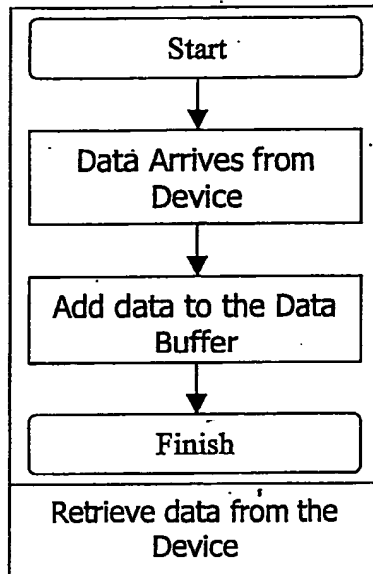 Start
Data Arrives from
Device
Add data to the Data
Buffer
Finish
Retrieve data from the
Device